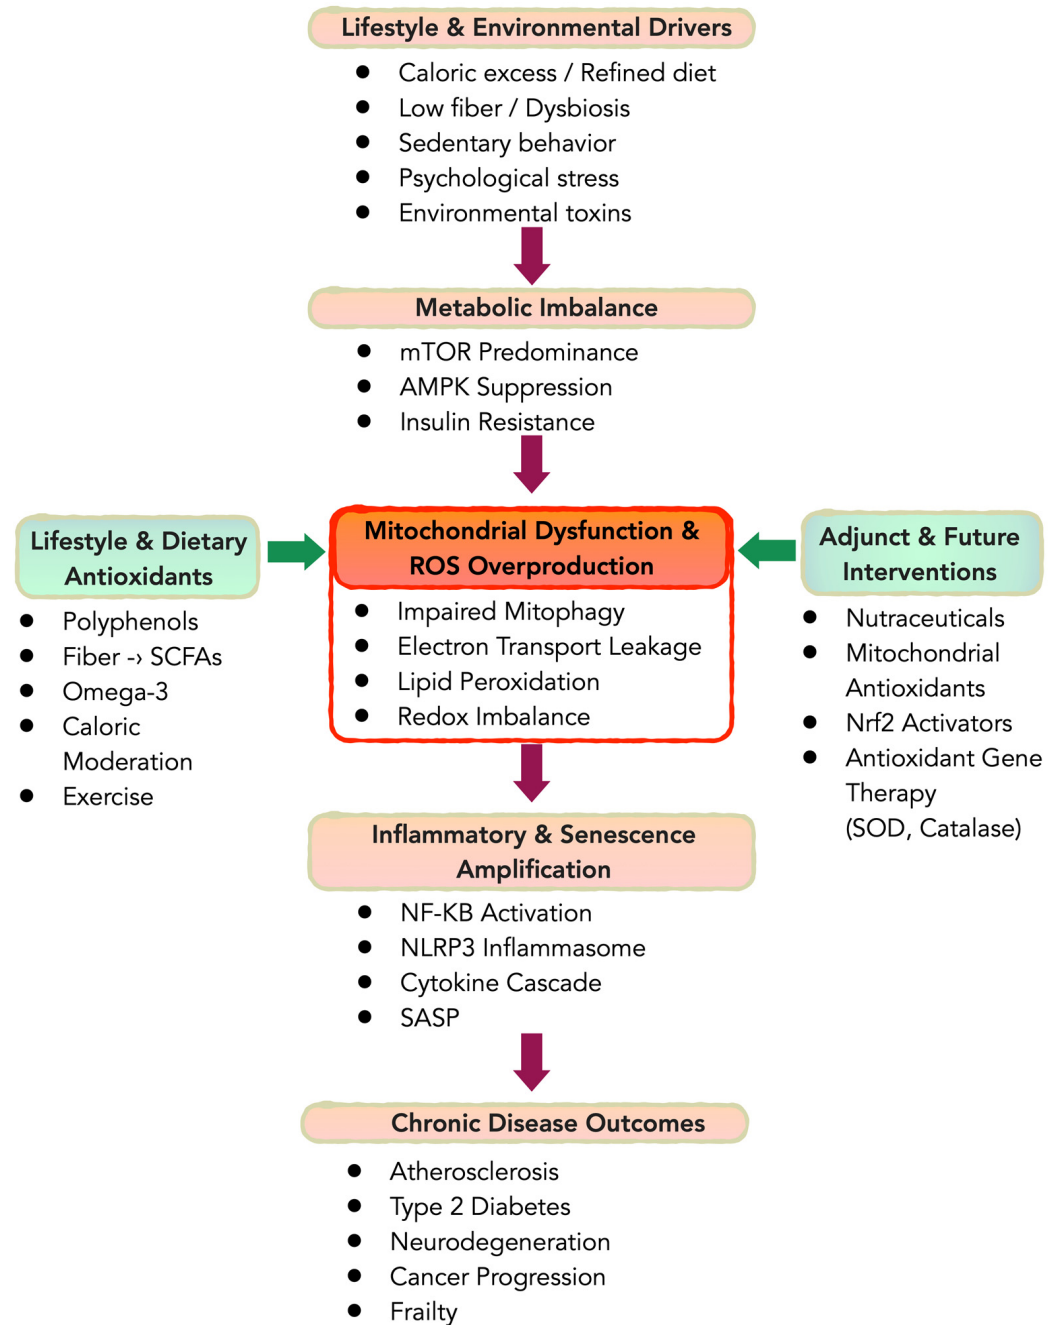 Lifestyle & Environmental Drivers
● Caloric excess / Refined diet
● Low fiber / Dysbiosis
● Sedentary behavior
● Psychological stress
● Environmental toxins
Metabolic Imbalance
● mTOR Predominance
● AMPK Suppression
● Insulin Resistance
Lifestyle & Dietary
Antioxidants
● Polyphenols
● Fiber -› SCFAs
● Omega-3
● Caloric
Moderation
● Exercise
Mitochondrial Dysfunction &
ROS Overproduction
● Impaired Mitophagy
● Electron Transport Leakage
● Lipid Peroxidation
● Redox Imbalance
Adjunct & Future
Interventions
● Nutraceuticals
● Mitochondrial
Antioxidants
● Nrf2 Activators
● Antioxidant Gene
Therapy
(SOD, Catalase)
Inflammatory & Senescence
Amplification
● NF-KB Activation
● NLRP3 Inflammasome
● Cytokine Cascade
● SASP
Chronic Disease Outcomes
● Atherosclerosis
● Type 2 Diabetes
● Neurodegeneration
● Cancer Progression
● Frailty